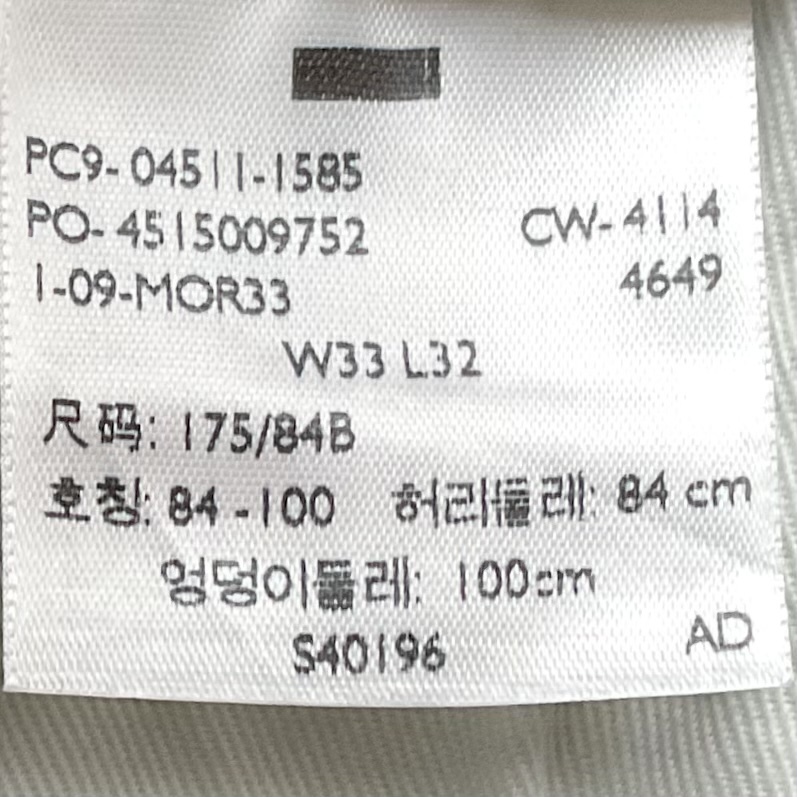 PC9-04511-1585
PO-4515009752 CW-4114
1-09-MOR33 4649
W33 L32
尺码: 175/84B
호칭: 84-100 허리둘레: 84 cm
엉덩이둘레: 100cm
S40196 AD